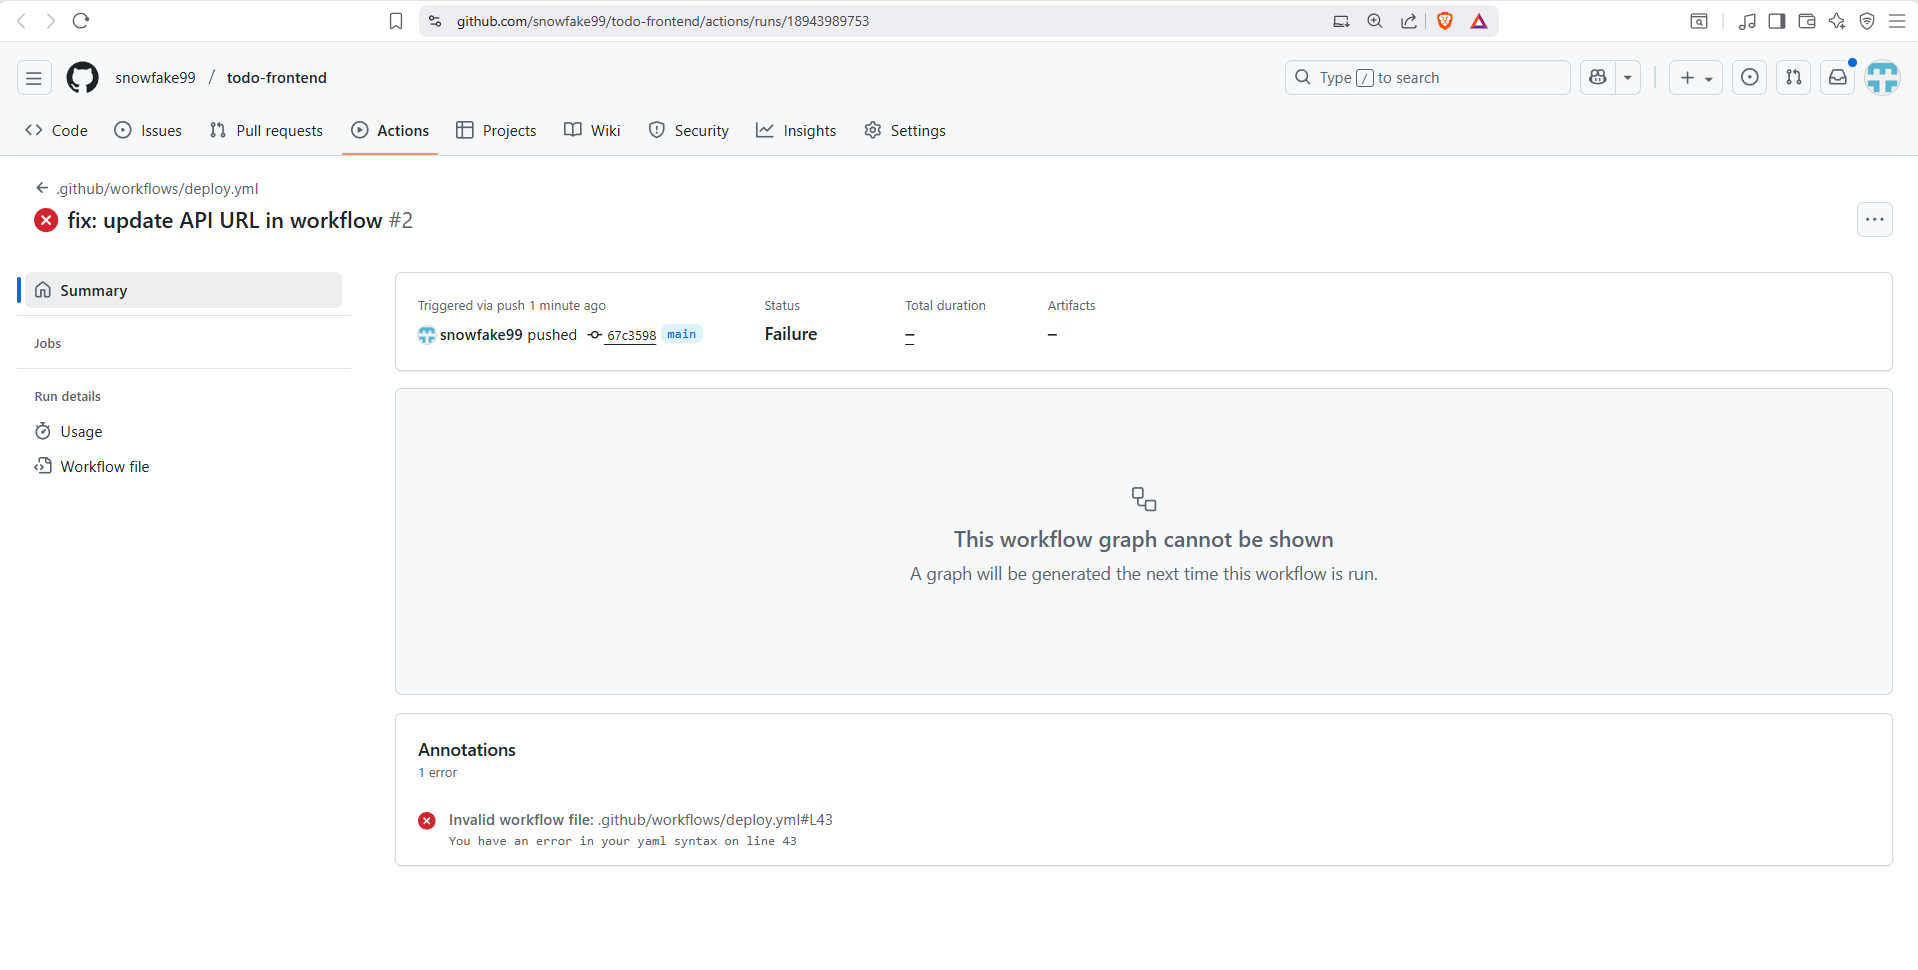 github.com/snowfake99/todo-frontend/actions/runs/18943989753
snowfake99 / todo-frontend
Type / to search
Code Issues Pull requests Actions Projects Wiki Security Insights Settings
.github/workflows/deploy.yml
fix: update API URL in workflow #2
Summary
Jobs
Run details
Usage
Workflow file
Triggered via push 1 minute ago
snowfake99 pushed 67c3598 main
Status
Failure
Total duration
–
Artifacts
–
This workflow graph cannot be shown
A graph will be generated the next time this workflow is run.
Annotations
1 error
Invalid workflow file: .github/workflows/deploy.yml#L43
You have an error in your yaml syntax on line 43